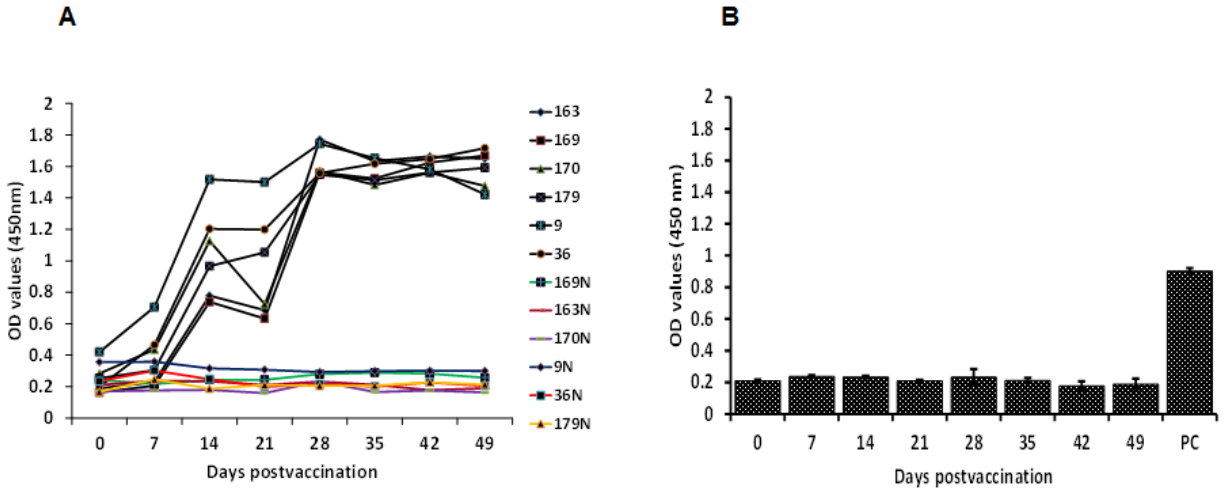 A
B
OD values (450nm)
2
1.8
1.6
1.4
1.2
1
0.8
0.6
0.4
0.2
0
0 7 14 21 28 35 42 49
Days postvaccination
163
169
170
179
9
36
169N
163N
170N
9N
36N
179N
OD values (450 nm)
2
1.8
1.6
1.4
1.2
1
0.8
0.6
0.4
0.2
0
0 7 14 21 28 35 42 49 PC
Days postvaccination